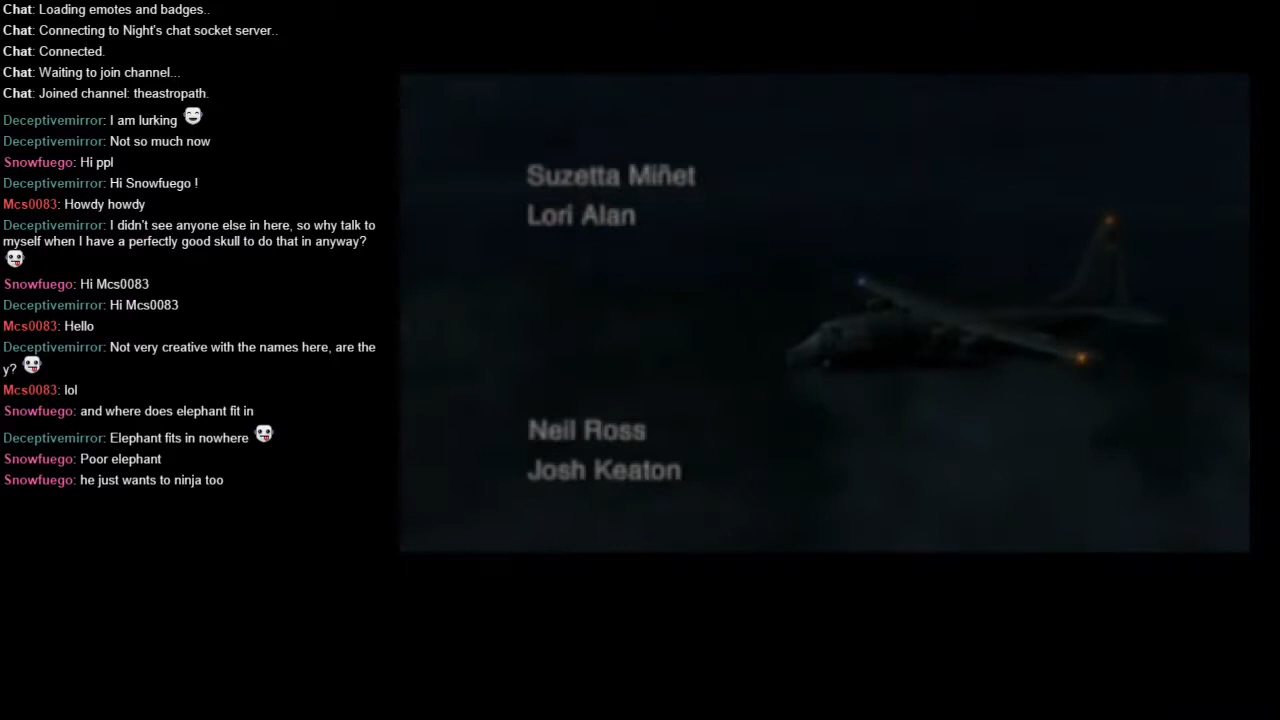 Chat: Loading emotes and badges..
Chat: Connecting to Night's chat socket server..
Chat: Connected.
Chat: Waiting to join channel...
Chat: Joined channel: theastropath.
Deceptivemirror: I am lurking
Deceptivemirror: Not so much now
Snowfuego: Hi ppl
Deceptivemirror: Hi Snowfuego !
Mcs0083: Howdy howdy
Deceptivemirror: I didn't see anyone else in here, so why talk to
myself when I have a perfectly good skull to do that in anyway?
Snowfuego: Hi Mcs0083
Deceptivemirror: Hi Mcs0083
Mcs0083: Hello
Deceptivemirror: Not very creative with the names here, are the
y?
Mcs0083: lol
Snowfuego: and where does elephant fit in
Deceptivemirror: Elephant fits in nowhere
Snowfuego: Poor elephant
Snowfuego: he just wants to ninja too
Suzetta Miñet
Lori Alan
Neil Ross
Josh Keaton